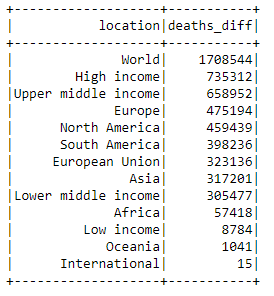 +-------------------+-----------+
|           location|deaths_diff|
+-------------------+-----------+
|              World|    1708544|
|        High income|     735312|
|Upper middle income|     658952|
|             Europe|     475194|
|      North America|     459439|
|      South America|     398236|
|     European Union|     323136|
|               Asia|     317201|
|Lower middle income|     305477|
|             Africa|      57418|
|         Low income|       8784|
|            Oceania|       1041|
|      International|         15|
+-------------------+-----------+